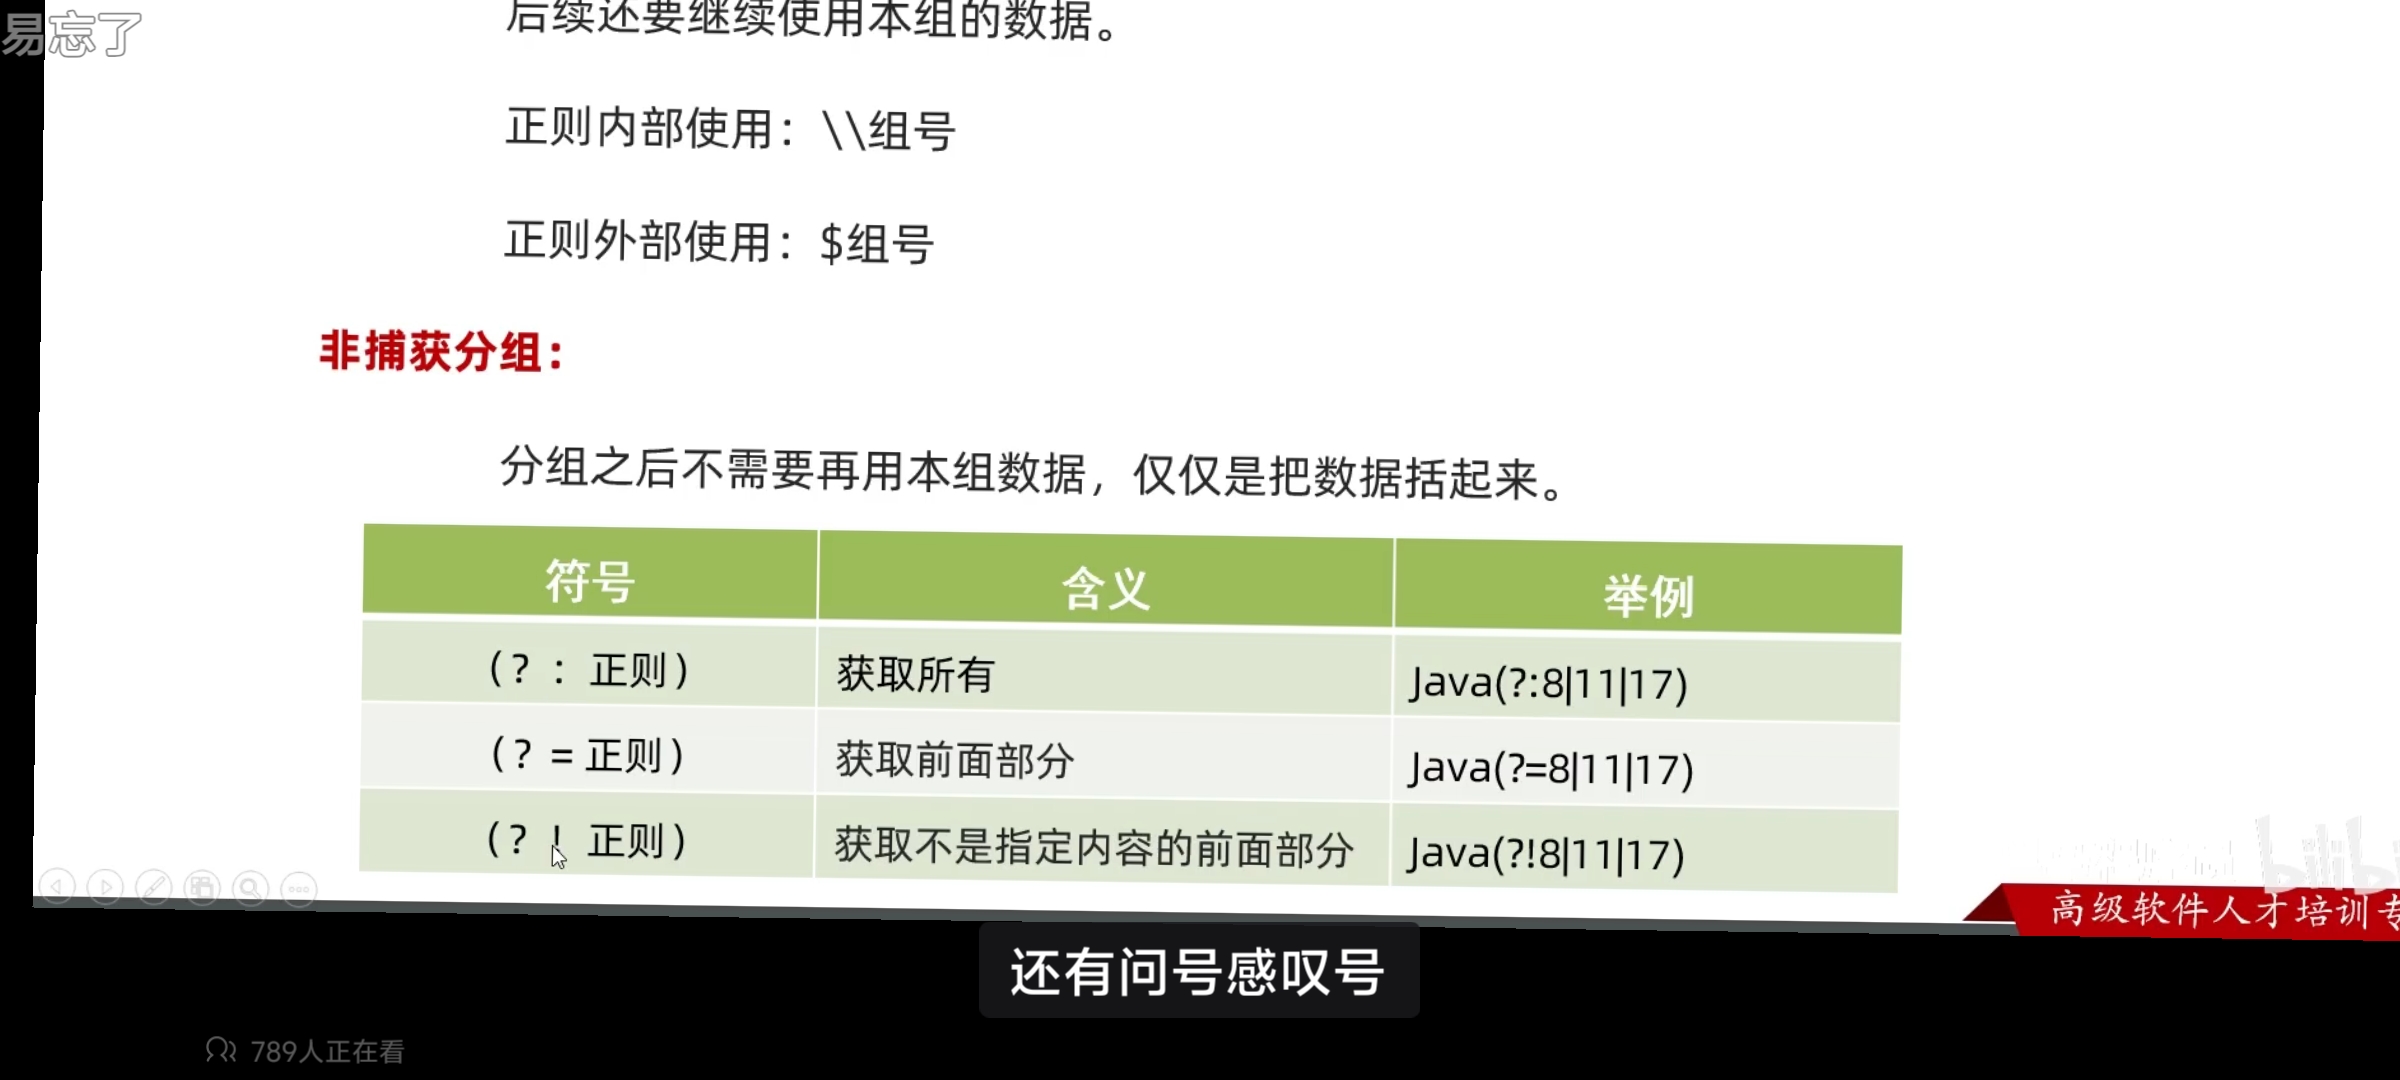 易忘了
后续还要继续使用本组的数据。
正则内部使用：\\组号
正则外部使用：$组号
非捕获分组：
分组之后不需要再用本组数据，仅仅是把数据括起来。
符号 含义 举例
(? : 正则) 获取所有 Java(?:8|11|17)
(? = 正则) 获取前面部分 Java(?=8|11|17)
(? ! 正则) 获取不是指定内容的前面部分 Java(?!8|11|17)
高级软件人才培训专
还有问号感叹号
789人正在看